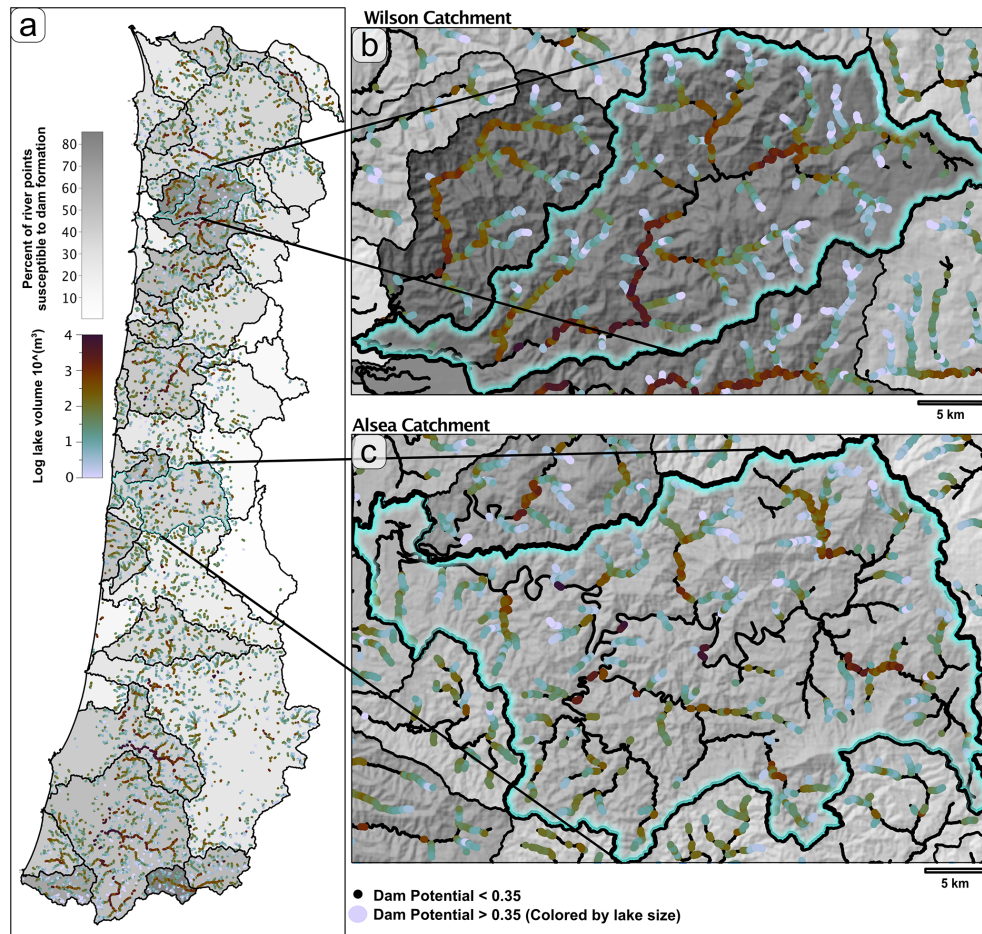 a
Percent of river points
susceptible to dam formation
80
70
60
50
40
30
20
10
Log lake volume 10^(m³)
4
3
2
1
0
Wilson Catchment
b
5 km
Alsea Catchment
c
5 km
Dam Potential < 0.35
Dam Potential > 0.35 (Colored by lake size)